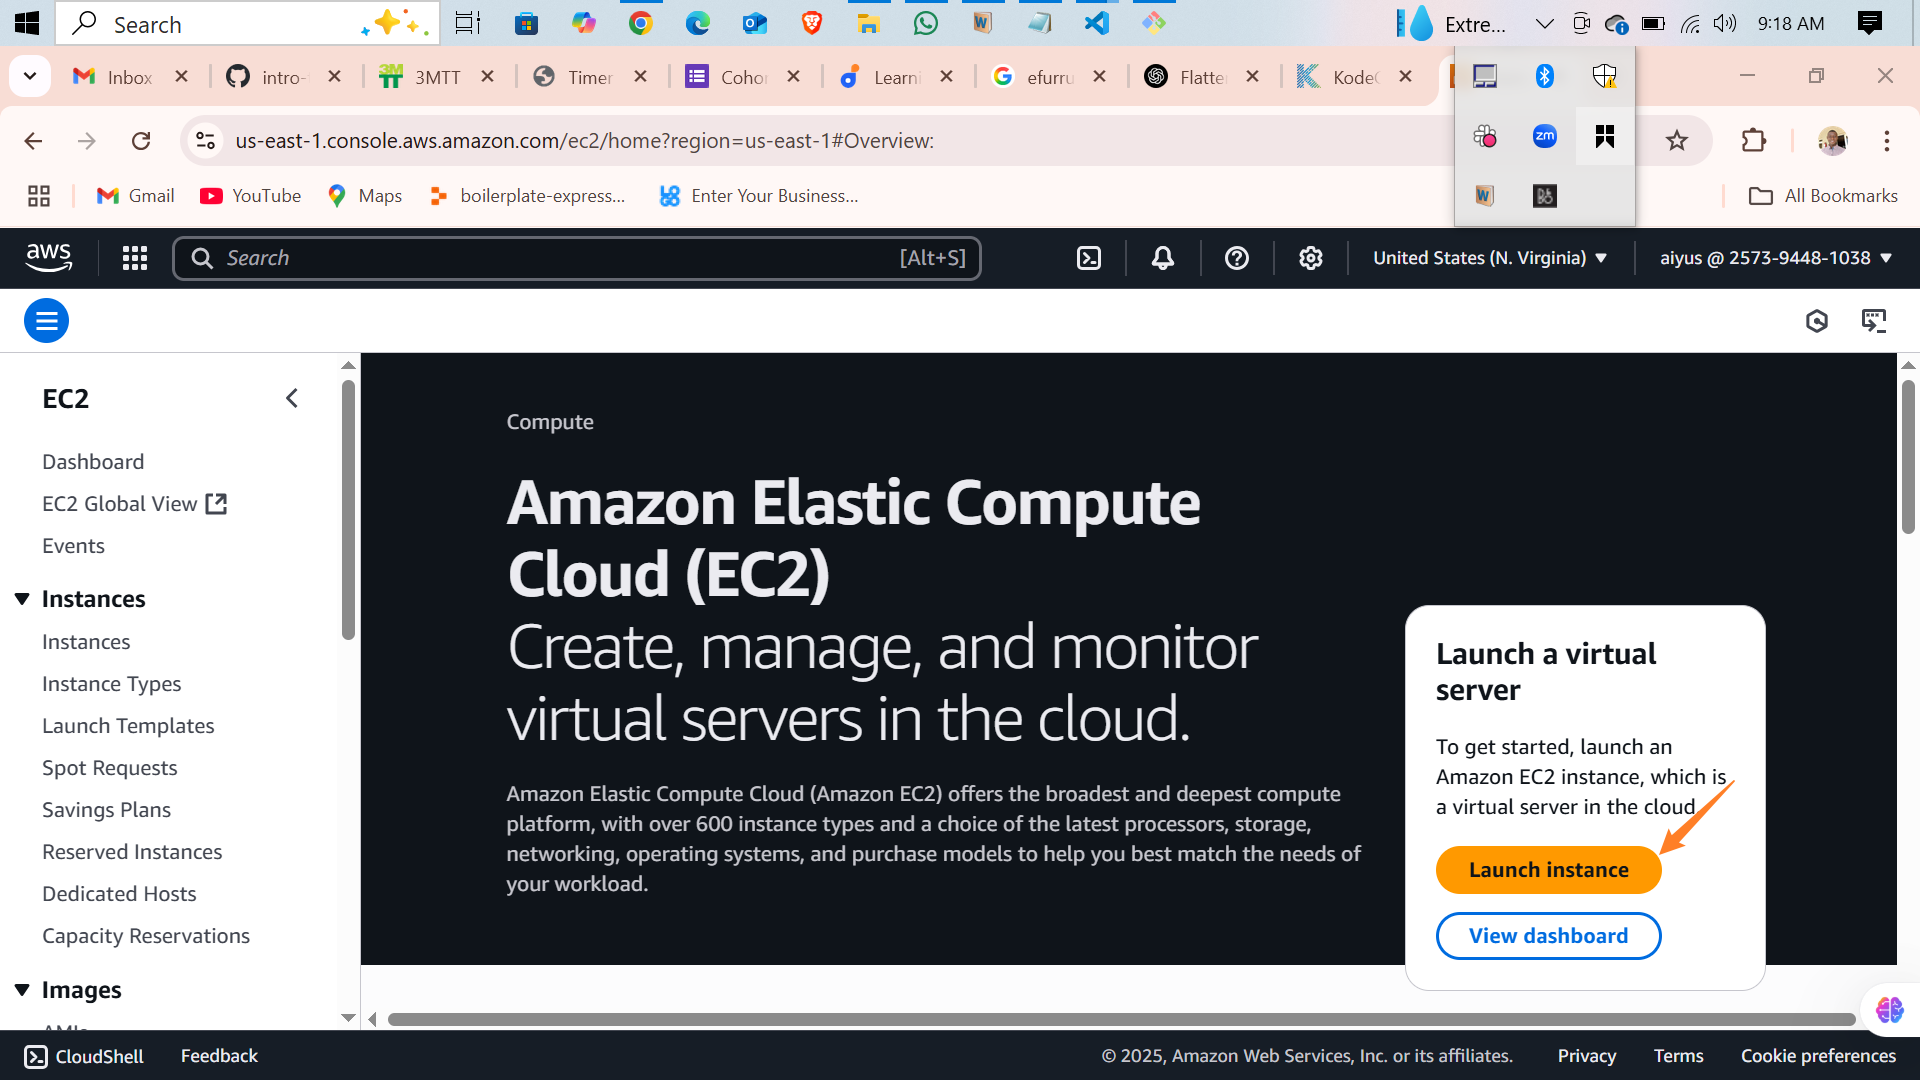 Search
Extre...
9:18 AM
Inbox
intro-
3MTT
Timer
Cohor
Learni
efurru
Flatte
KodeC
us-east-1.console.aws.amazon.com/ec2/home?region=us-east-1#Overview:
zm
Gmail
YouTube
Maps
boilerplate-express...
Enter Your Business...
All Bookmarks
aws
Search
[Alt+S]
United States (N. Virginia)
aiyus @ 2573-9448-1038
EC2
Dashboard
EC2 Global View
Events
Instances
Instances
Instance Types
Launch Templates
Spot Requests
Savings Plans
Reserved Instances
Dedicated Hosts
Capacity Reservations
Images
AMIs
Compute
Amazon Elastic Compute
Cloud (EC2)
Create, manage, and monitor
virtual servers in the cloud.
Amazon Elastic Compute Cloud (Amazon EC2) offers the broadest and deepest compute
platform, with over 600 instance types and a choice of the latest processors, storage,
networking, operating systems, and purchase models to help you best match the needs of
your workload.
Launch a virtual
server
To get started, launch an
Amazon EC2 instance, which is
a virtual server in the cloud.
Launch instance
View dashboard
CloudShell
Feedback
© 2025, Amazon Web Services, Inc. or its affiliates.
Privacy
Terms
Cookie preferences